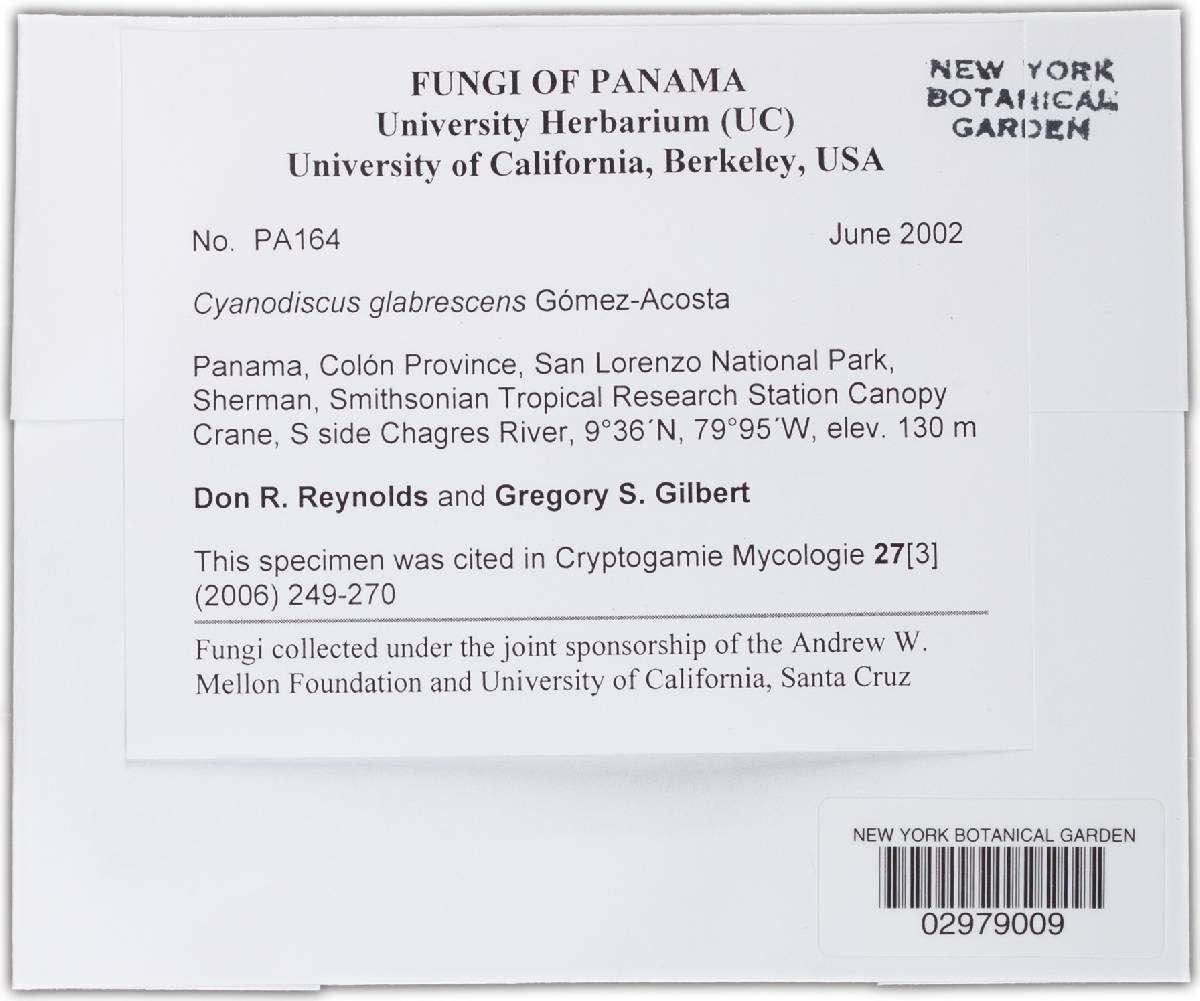 FUNGI OF PANAMA
University Herbarium (UC)
University of California, Berkeley, USA
NEW YORK
BOTANICAL
GARDEN
No. PA164
June 2002
Cyanodiscus glabrescens Gómez-Acosta
Panama, Colón Province, San Lorenzo National Park,
Sherman, Smithsonian Tropical Research Station Canopy
Crane, S side Chagres River, 9°36´N, 79°95´W, elev. 130 m
Don R. Reynolds and Gregory S. Gilbert
This specimen was cited in Cryptogamie Mycologie 27[3]
(2006) 249-270
Fungi collected under the joint sponsorship of the Andrew W.
Mellon Foundation and University of California, Santa Cruz
NEW YORK BOTANICAL GARDEN
02979009